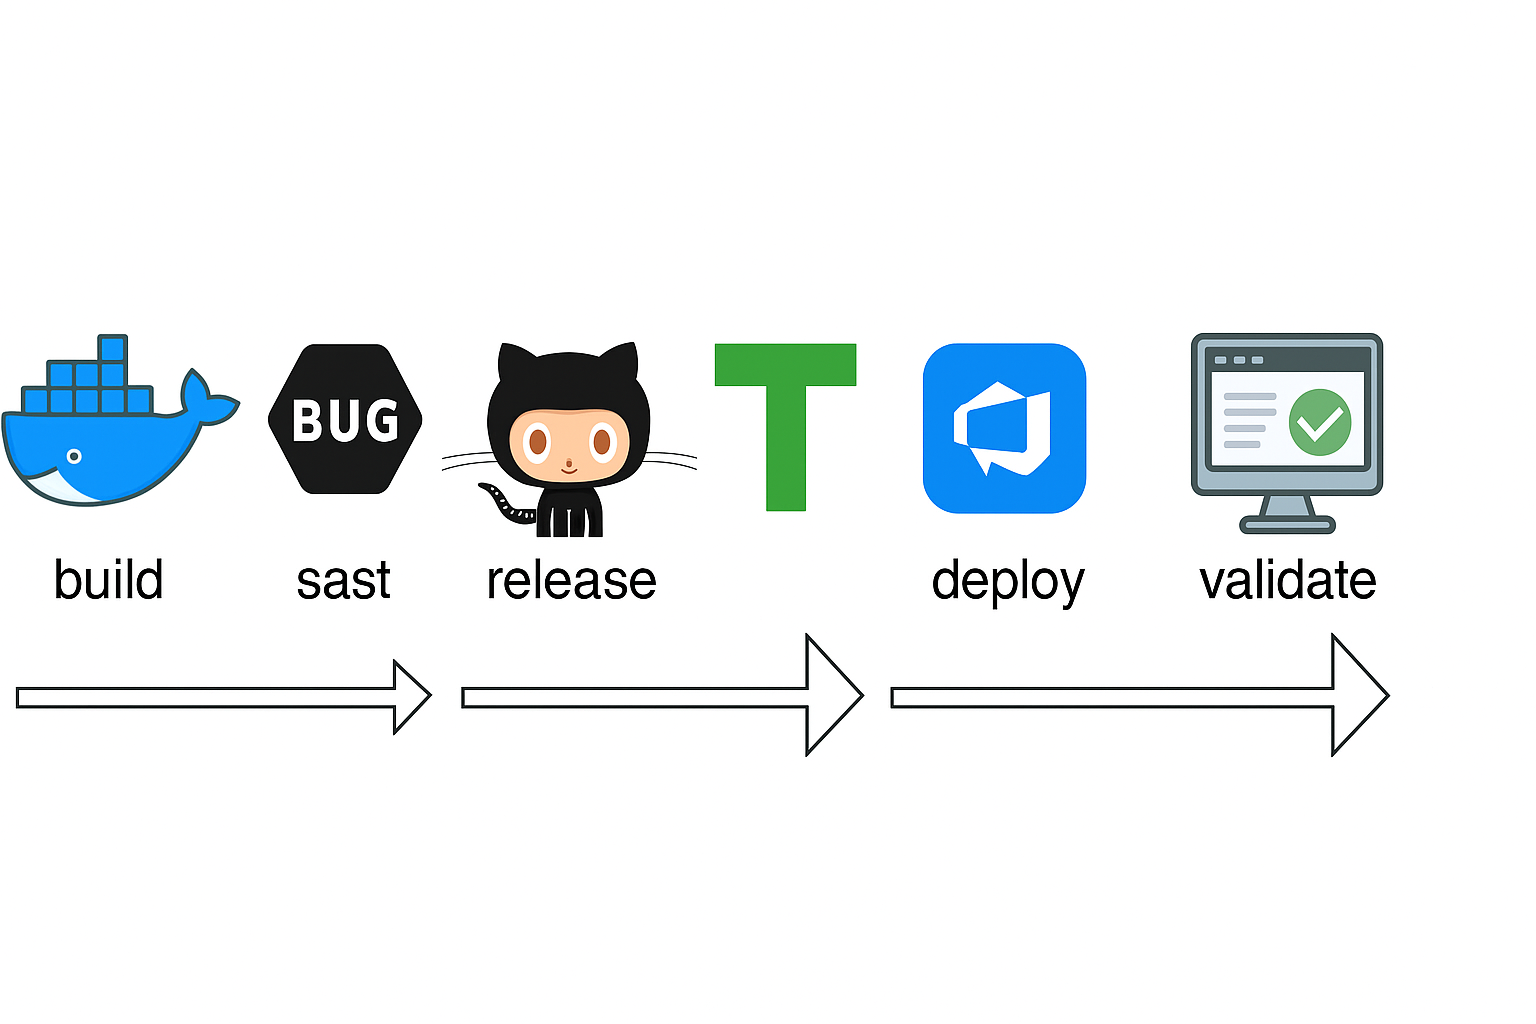 BUG
T
build
sast
release
deploy
validate